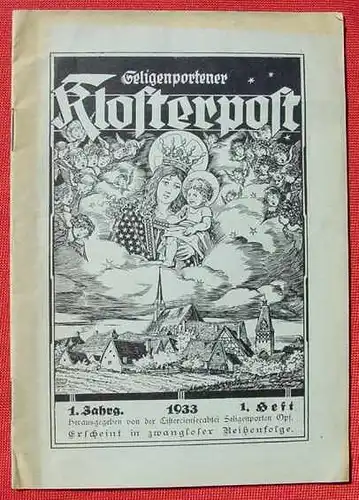 Seligenportener
Klosterpost
1. Jahrg. 1933 1. Heft
Herausgegeben von der Cistercienserabtei Seligenporten Opf.
Erscheint in zwangloser Reihenfolge.